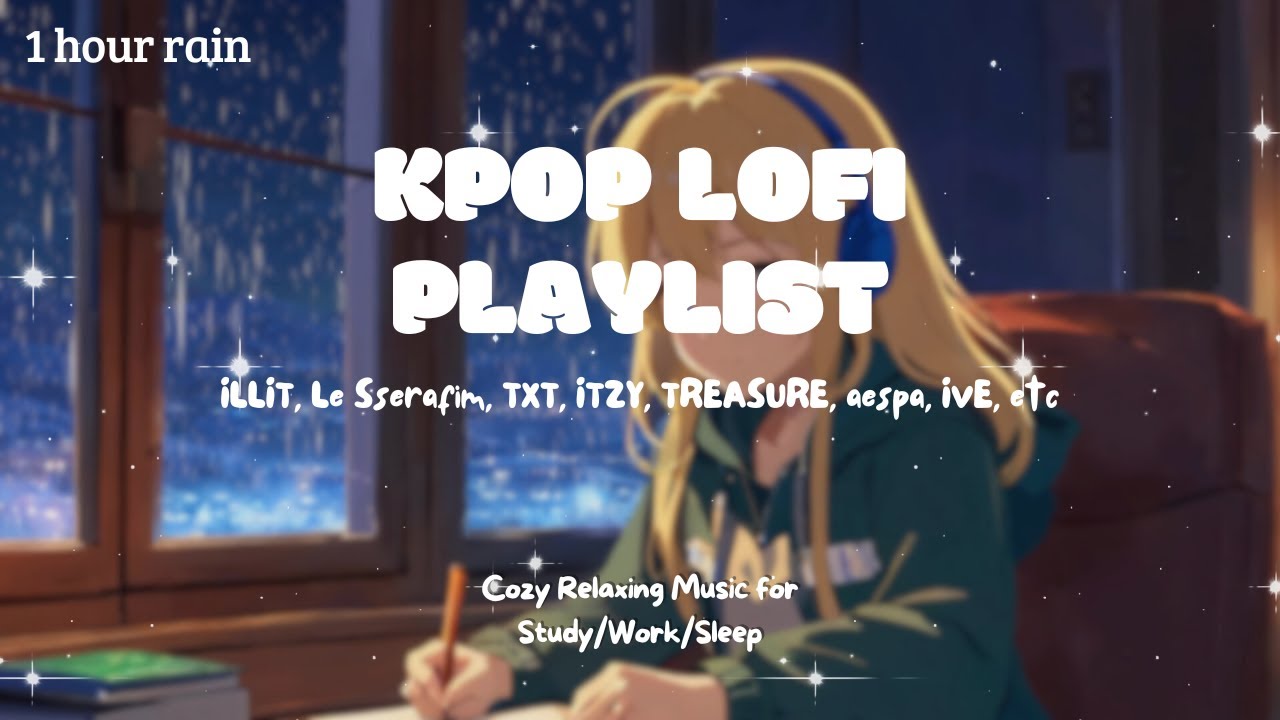 1 hour rain
KPOP LOFI
PLAYLIST
iLLiT, Le Sserafim, TXT, iTZY, TREASURE, aespa, iVE, etc
Cozy Relaxing Music for
Study/Work/Sleep